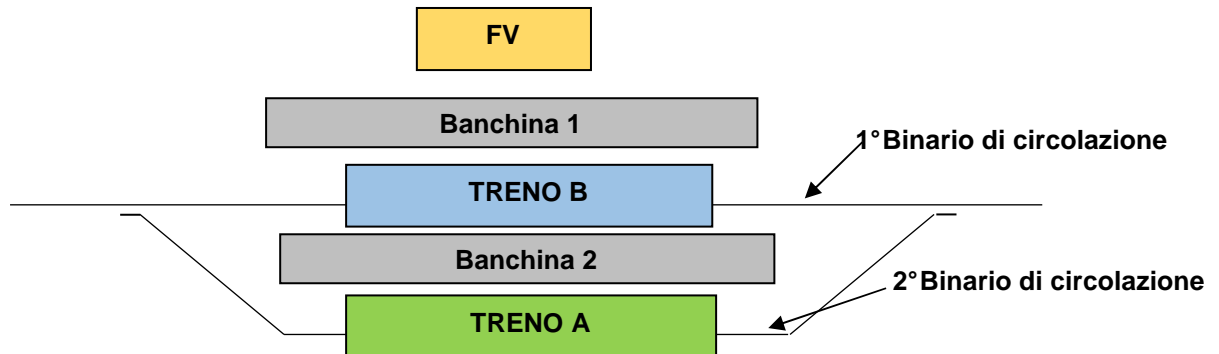 FV
Banchina 1
1°Binario di circolazione
TRENO B
Banchina 2
2°Binario di circolazione
TRENO A